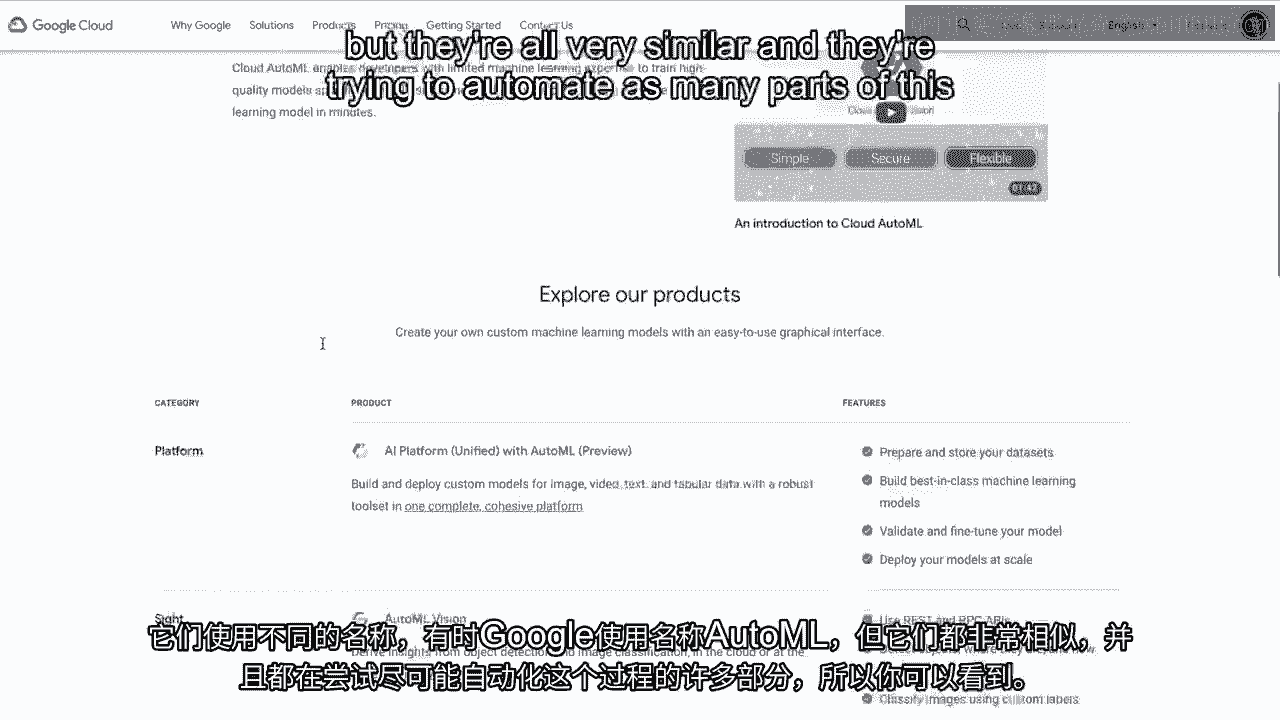 Google Cloud
Why Google Solutions Products Pricing Getting Started Contact Us English
but they're all very similar and they're
trying to automate as many parts of this
Cloud AutoML enables developers with limited machine learning expertise to train high-
quality models
learning model in minutes.
Simple Secure Flexible
01:42
An introduction to Cloud AutoML
Explore our products
Create your own custom machine learning models with an easy-to-use graphical interface.
CATEGORY PRODUCT FEATURES
Platform AI Platform (Unified) with AutoML (Preview) Prepare and store your datasets
Build and deploy custom models for image, video, text, and tabular data with a robust Build best-in-class machine learning
toolset in one complete, cohesive platform models
Validate and fine-tune your model
Deploy your models at scale
Sight AutoML Vision Use REST and RPC APIs
Derive insights from object detection and image classification, in the cloud or at the
它们使用不同的名称，有时Google使用名称AutoML，但它们都非常相似，并
且都在尝试尽可能自动化这个过程的许多部分，所以你可以看到。
Classify images using custom labels